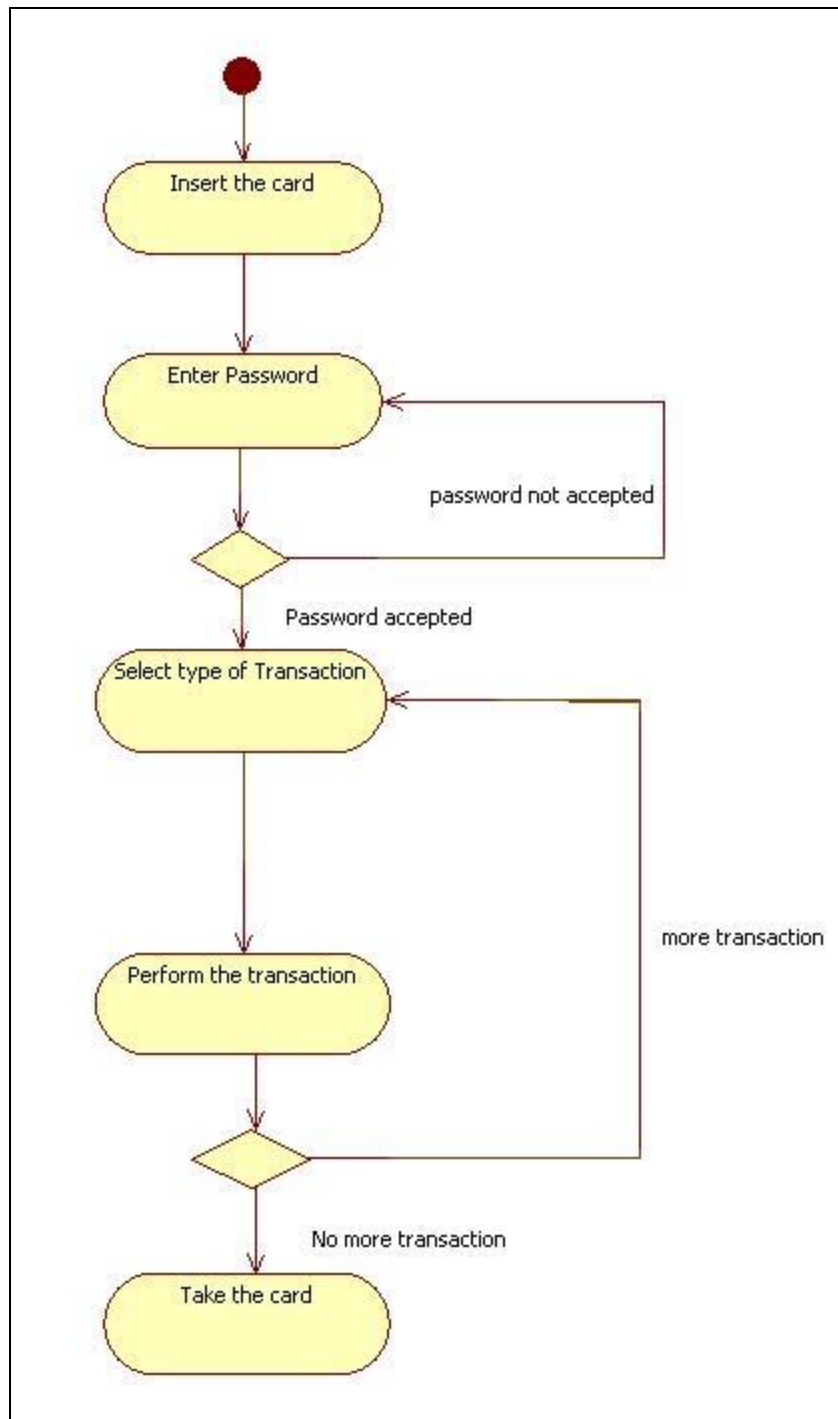 Insert the card
Enter Password
password not accepted
Password accepted
Select type of Transaction
more transaction
Perform the transaction
No more transaction
Take the card